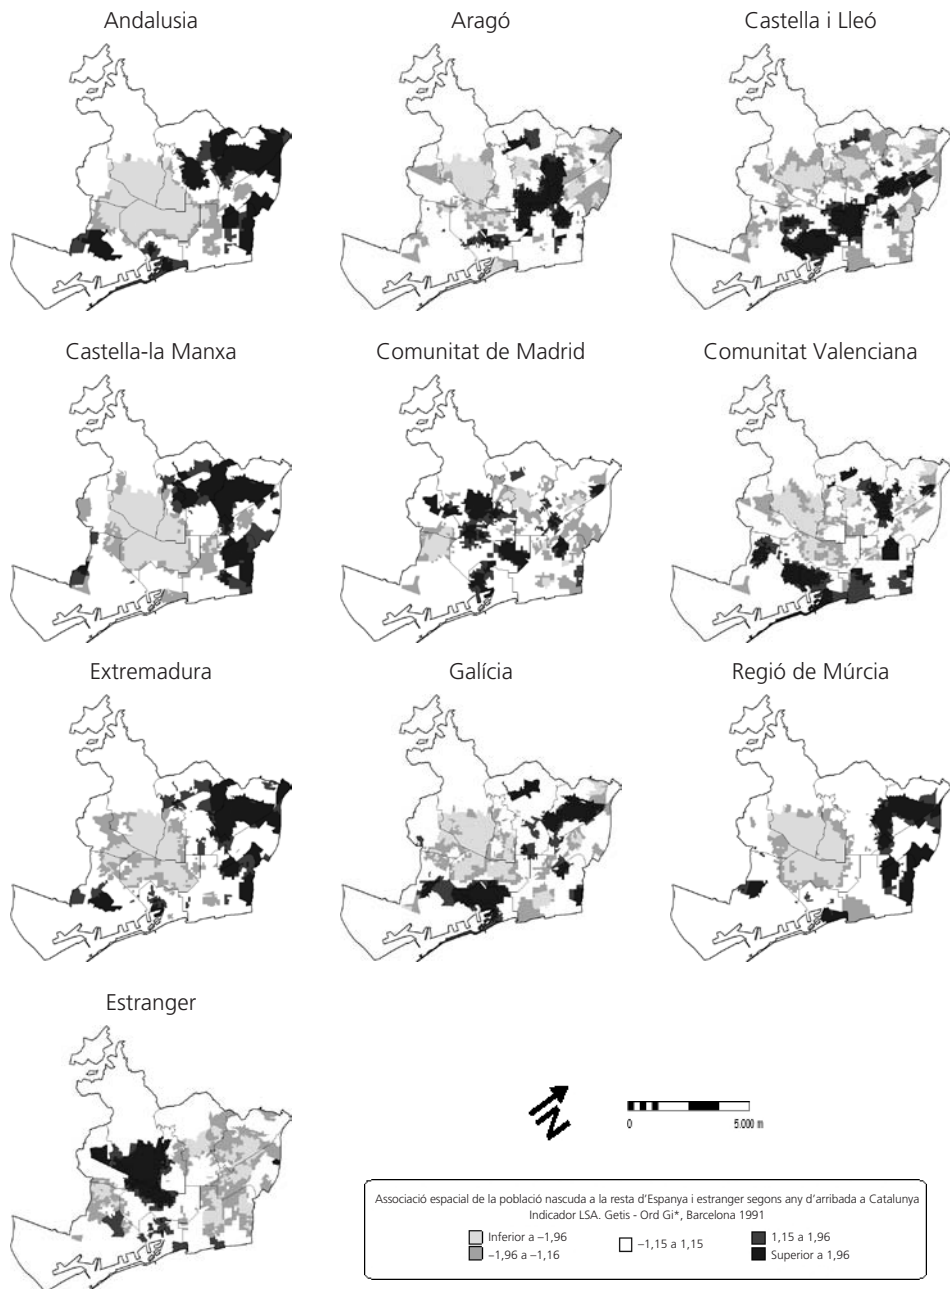 Andalusia
Aragó
Castella i Lleó
Castella-la Manxa
Comunitat de Madrid
Comunitat Valenciana
Extremadura
Galícia
Regió de Múrcia
Estranger
N
0 5.000 m
Associació espacial de la població nascuda a la resta d'Espanya i estranger segons any d'arribada a Catalunya
Indicador LSA. Getis - Ord Gi*, Barcelona 1991
Inferior a –1,96
–1,96 a –1,16
–1,15 a 1,15
1,15 a 1,96
Superior a 1,96